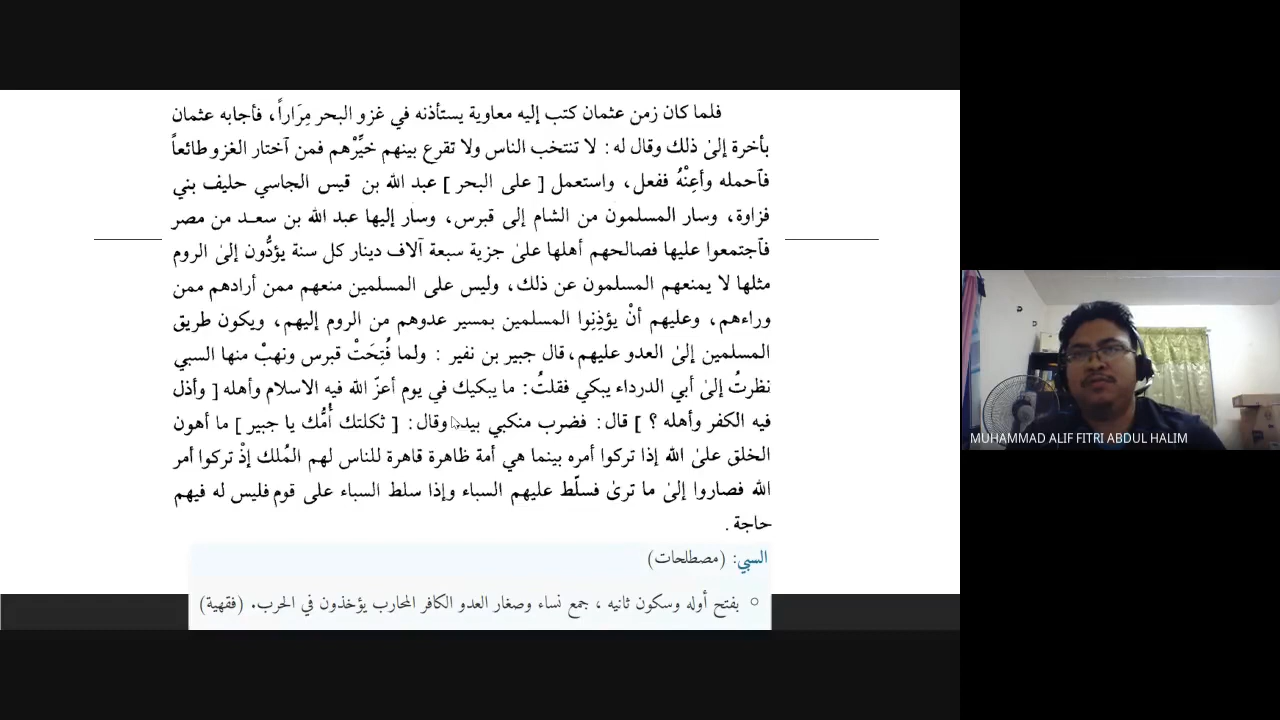 فلما كان زمن عثمان كتب إليه معاوية يستأذنه في غزو البحر مِرَاراً، فأجابه عثمان
بأخرة إلىٰ ذلك وقال له: لا تنتخب الناس ولا تقرع بينهم خيِّرْهم فمن آختار الغزو طائعاً
فآحمله وأعِنْهُ ففعل، واستعمل [ على البحر ] عبد الله بن قيس الجاسي حليف بني
فزاوة، وسار المسلمون من الشام إلى قبرس، وسار إليها عبد الله بن سعد من مصر
فآجتمعوا عليها فصالحهم أهلها علىٰ جزية سبعة آلاف دينار كل سنة يؤدُّون إلىٰ الروم
مثلها لا يمنعهم المسلمون عن ذلك، وليس على المسلمين منعهم ممن أرادهم ممن
وراءهم، وعليهم أنْ يؤذِنوا المسلمين بمسير عدوهم من الروم إليهم، ويكون طريق
المسلمين إلىٰ العدو عليهم، قال جبير بن نفير : ولما فُتِحَتْ قبرس ونهبْ منها السبي
نظرتُ إلىٰ أبي الدرداء يبكي فقلتُ: ما يبكيك في يوم أعزّ الله فيه الاسلام وأهله [ وأذل
فيه الكفر وأهله ؟ ] قال: فضرب منكبي بيده وقال: [ ثكلتك أُمُّك يا جبير ] ما أهون
الخلق علىٰ الله إذا تركوا أمره بينما هي أمة ظاهرة قاهرة للناس لهم المُلك إذْ تركوا أمر
الله فصاروا إلىٰ ما ترىٰ فسلّط عليهم السباء وإذا سلط السباء على قوم فليس له فيهم
حاجة .
السبي: (مصطلحات)
○ بفتح أوله وسكون ثانيه ، جمع نساء وصغار العدو الكافر المحارب يؤخذون في الحرب. (فقهية)
MUHAMMAD ALIF FITRI ABDUL HALIM